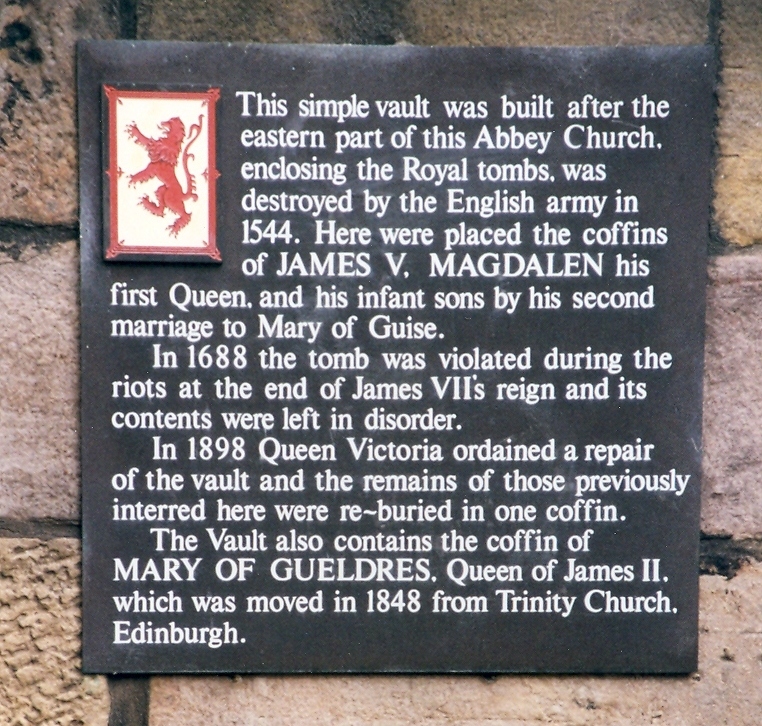 This simple vault was built after the
eastern part of this Abbey Church,
enclosing the Royal tombs, was
destroyed by the English army in
1544. Here were placed the coffins
of JAMES V, MAGDALEN his
first Queen, and his infant sons by his second
marriage to Mary of Guise.
In 1688 the tomb was violated during the
riots at the end of James VII's reign and its
contents were left in disorder.
In 1898 Queen Victoria ordained a repair
of the vault and the remains of those previously
interred here were re~buried in one coffin.
The Vault also contains the coffin of
MARY OF GUELDRES, Queen of James II,
which was moved in 1848 from Trinity Church,
Edinburgh.